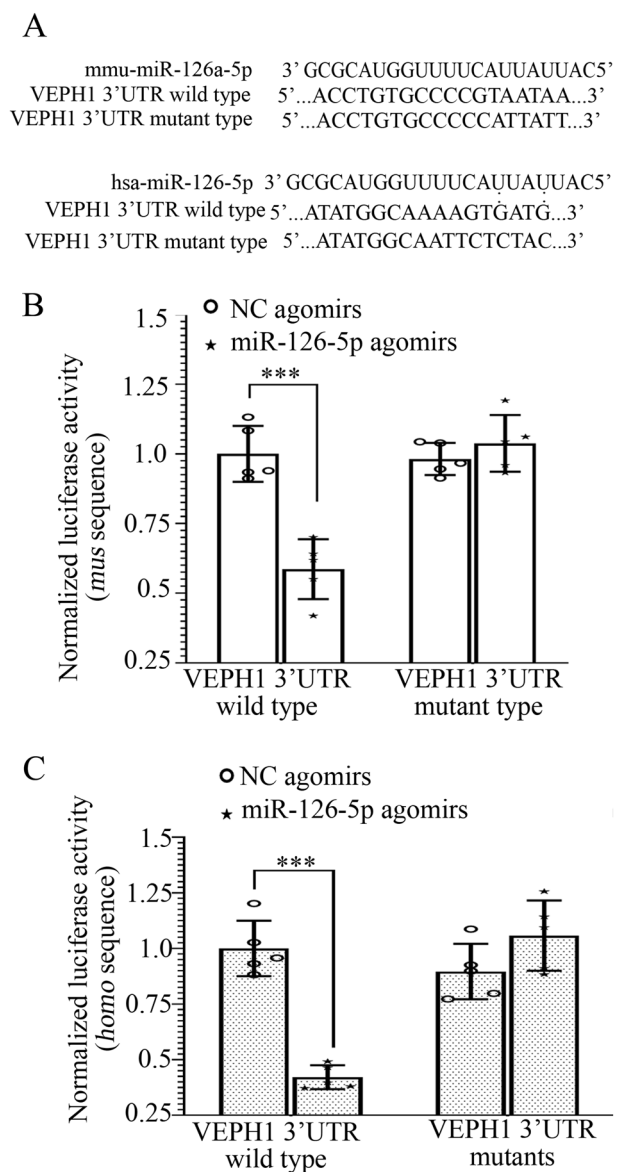 A
mmu-miR-126a-5p 3’ GCGCAUGGUUUUCAUUAUUAC5’
VEPH1 3’UTR wild type 5’...ACCTGTGCCCCGTAATAA...3’
VEPH1 3’UTR mutant type 5’...ACCTGTGCCCCCATTATT...3’
hsa-miR-126-5p 3’ GCGCAUGGUUUUCAUUAUUAC5’
VEPH1 3’UTR wild type 5’...ATATGGCAAAAGTGATG...3’
VEPH1 3’UTR mutant type 5’...ATATGGCAATTCTCTAC...3’
B
NC agomirs
miR-126-5p agomirs
Normalized luciferase activity
(mus sequence)
1.5
1.25
1.0
0.75
0.5
0.25
***
VEPH1 3’UTR
wild type
VEPH1 3’UTR
mutant type
C
NC agomirs
miR-126-5p agomirs
Normalized luciferase activity
(homo sequence)
1.5
1.25
1.0
0.75
0.5
0.25
***
VEPH1 3’UTR
wild type
VEPH1 3’UTR
mutants